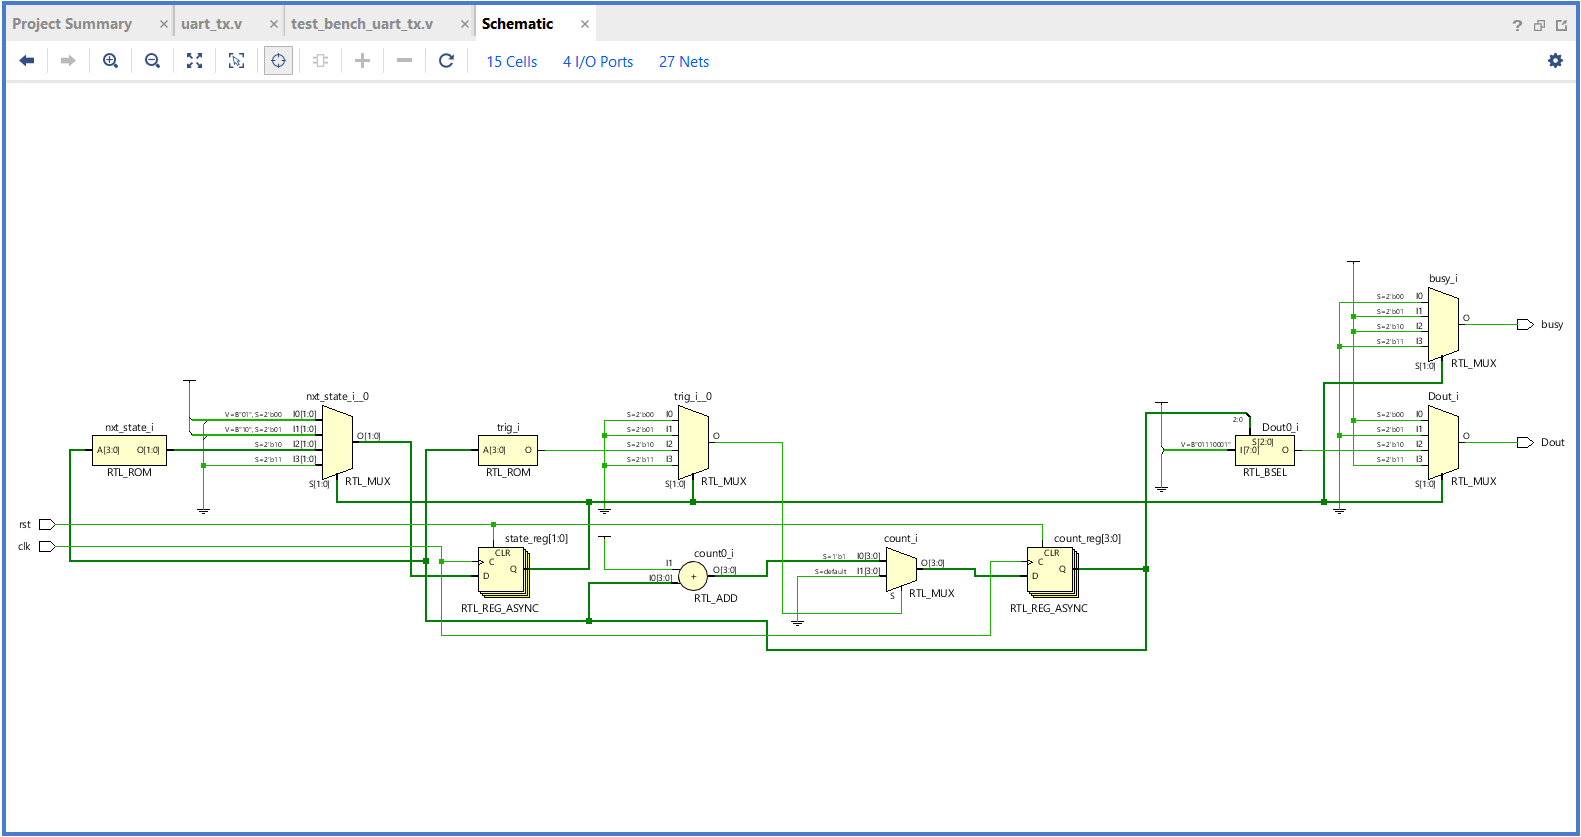 Project Summary × uart_tx.v × test_bench_uart_tx.v × Schematic × ?
15 Cells 4 I/O Ports 27 Nets
busy_i
S=2'b00 I0
S=2'b01 I1
S=2'b10 I2
S=2'b11 I3
O
busy
S[1:0]
RTL_MUX
nxt_state_i__0
V=B"01", S=2'b00 I0[1:0]
V=B"10", S=2'b01 I1[1:0]
S=2'b10 I2[1:0]
S=2'b11 I3[1:0]
O[1:0]
S[1:0]
RTL_MUX
nxt_state_i
A[3:0] O[1:0]
RTL_ROM
trig_i
A[3:0] O
RTL_ROM
trig_i__0
S=2'b00 I0
S=2'b01 I1
S=2'b10 I2
S=2'b11 I3
O
S[1:0]
RTL_MUX
2:0
Dout0_i
S[2:0]
V=B"01110001" I[7:0] O
RTL_BSEL
Dout_i
S=2'b00 I0
S=2'b01 I1
S=2'b10 I2
S=2'b11 I3
O
Dout
S[1:0]
RTL_MUX
rst
clk
state_reg[1:0]
CLR
C
D
Q
RTL_REG_ASYNC
count0_i
I1
I0[3:0]
+
O[3:0]
RTL_ADD
count_i
S=1'b1 I0[3:0]
S=default I1[3:0]
O[3:0]
S
RTL_MUX
count_reg[3:0]
CLR
C
D
Q
RTL_REG_ASYNC